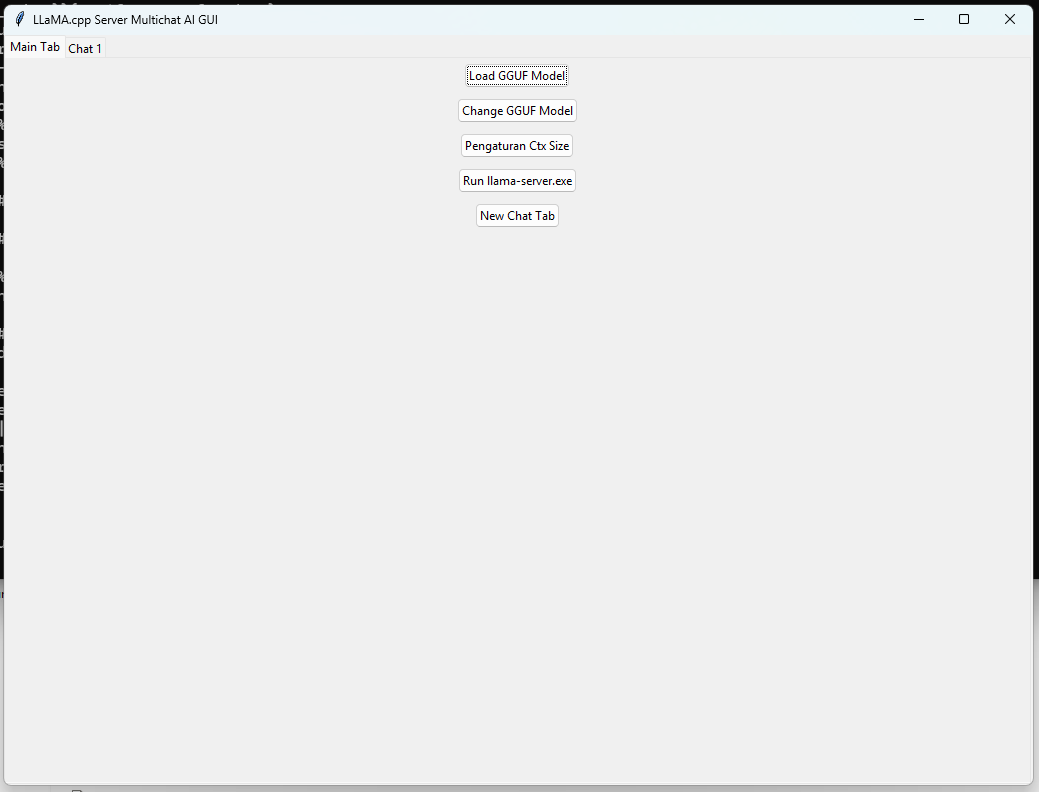 LLaMA.cpp Server Multichat AI GUI
Main Tab Chat 1
Load GGUF Model
Change GGUF Model
Pengaturan Ctx Size
Run llama-server.exe
New Chat Tab